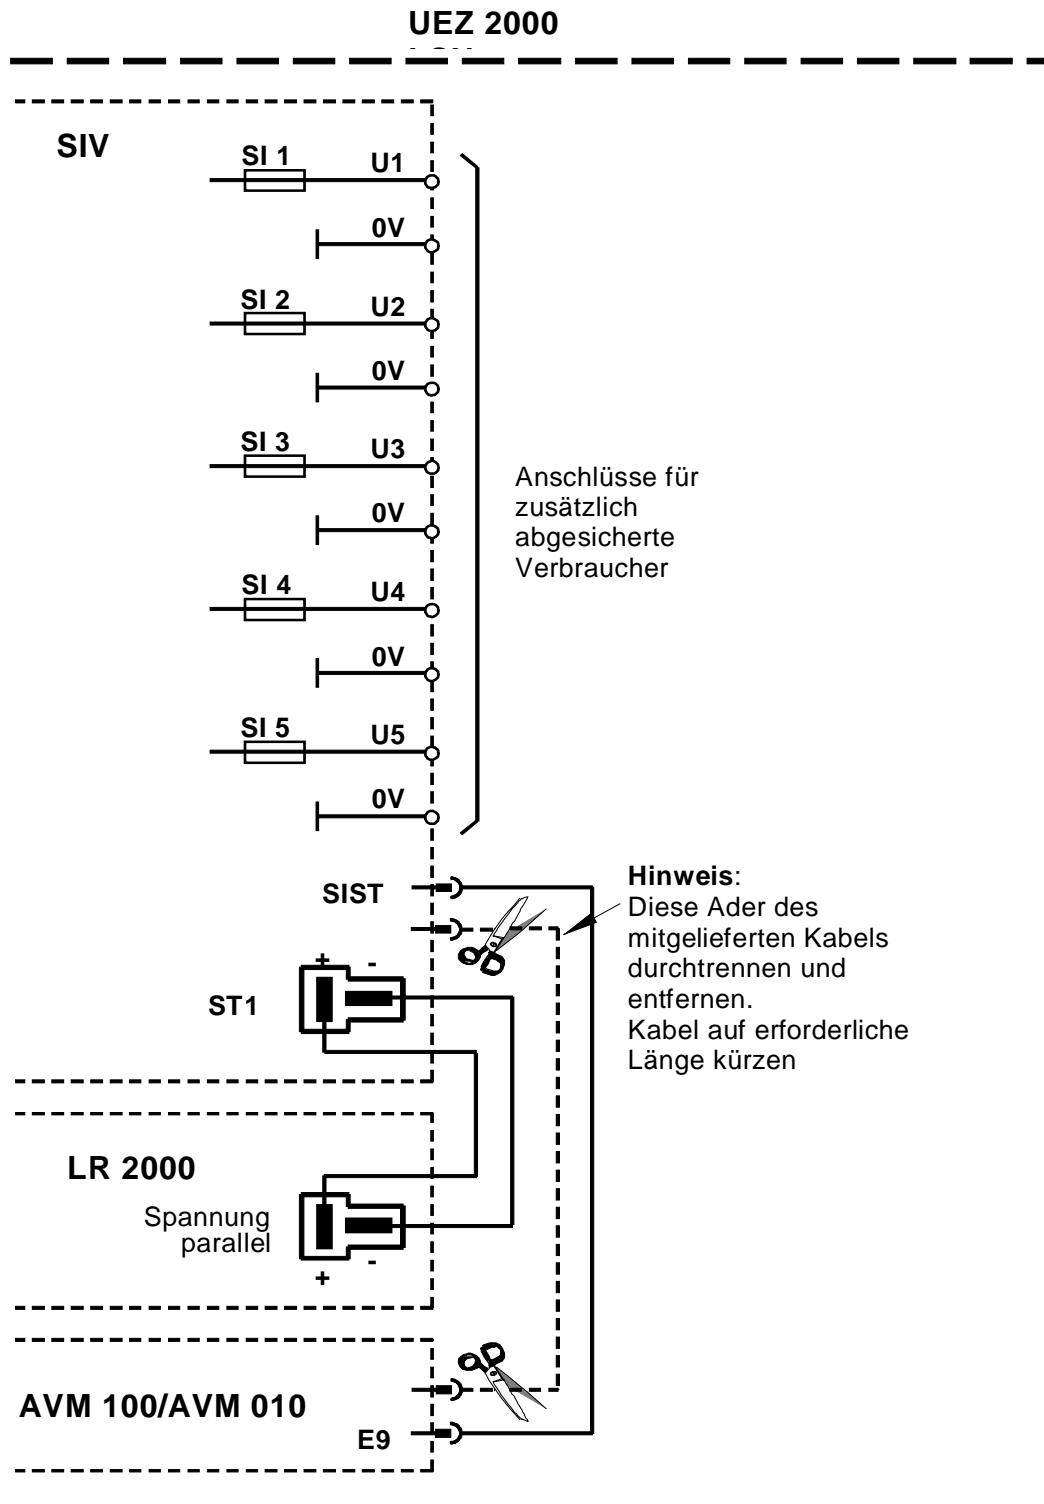 UEZ 2000
SIV
SI 1
U1
0V
SI 2
U2
0V
SI 3
U3
0V
SI 4
U4
0V
SI 5
U5
0V
Anschlüsse für
zusätzlich
abgesicherte
Verbraucher
SIST
Hinweis:
Diese Ader des
mitgelieferten Kabels
durchtrennen und
entfernen.
Kabel auf erforderliche
Länge kürzen
+ -
ST1
LR 2000
Spannung
parallel
-
+
AVM 100/AVM 010
E9